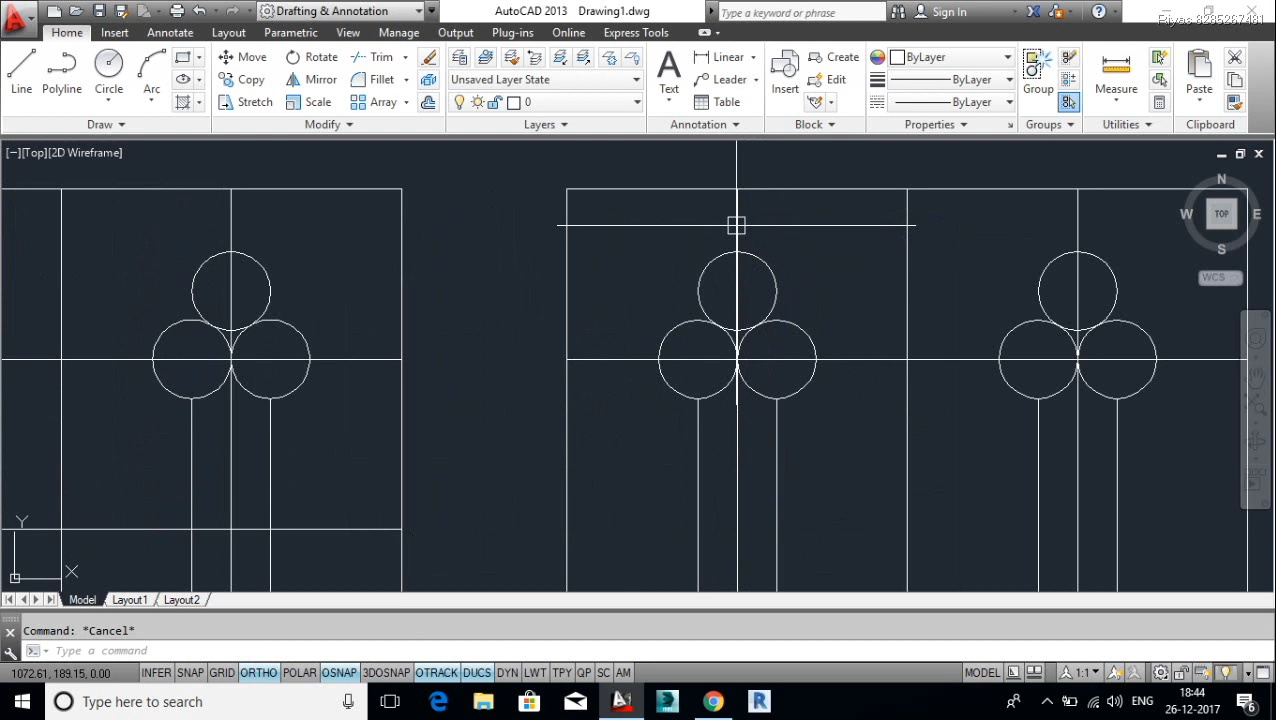 Drafting & Annotation
AutoCAD 2013 Drawing1.dwg
Type a keyword or phrase
Sign In
Riyas 8285267481
Home Insert Annotate Layout Parametric View Manage Output Plug-ins Online Express Tools
Line Polyline Circle Arc
Move Rotate Trim
Copy Mirror Fillet
Stretch Scale Array
Unsaved Layer State
0
Text
Linear
Leader
Table
Insert
Create
Edit
ByLayer
ByLayer
ByLayer
Group
Measure
Paste
Draw Modify Layers Annotation Block Properties Groups Utilities Clipboard
[−][Top][2D Wireframe]
N
W TOP E
S
WCS
Y
X
Model Layout1 Layout2
Command: *Cancel*
Type a command
1072.61, 189.15, 0.00 INFER SNAP GRID ORTHO POLAR OSNAP 3DOSNAP OTRACK DUCS DYN LWT TPY QP SC AM MODEL 1:1
Type here to search
ENG
18:44
26-12-2017
6